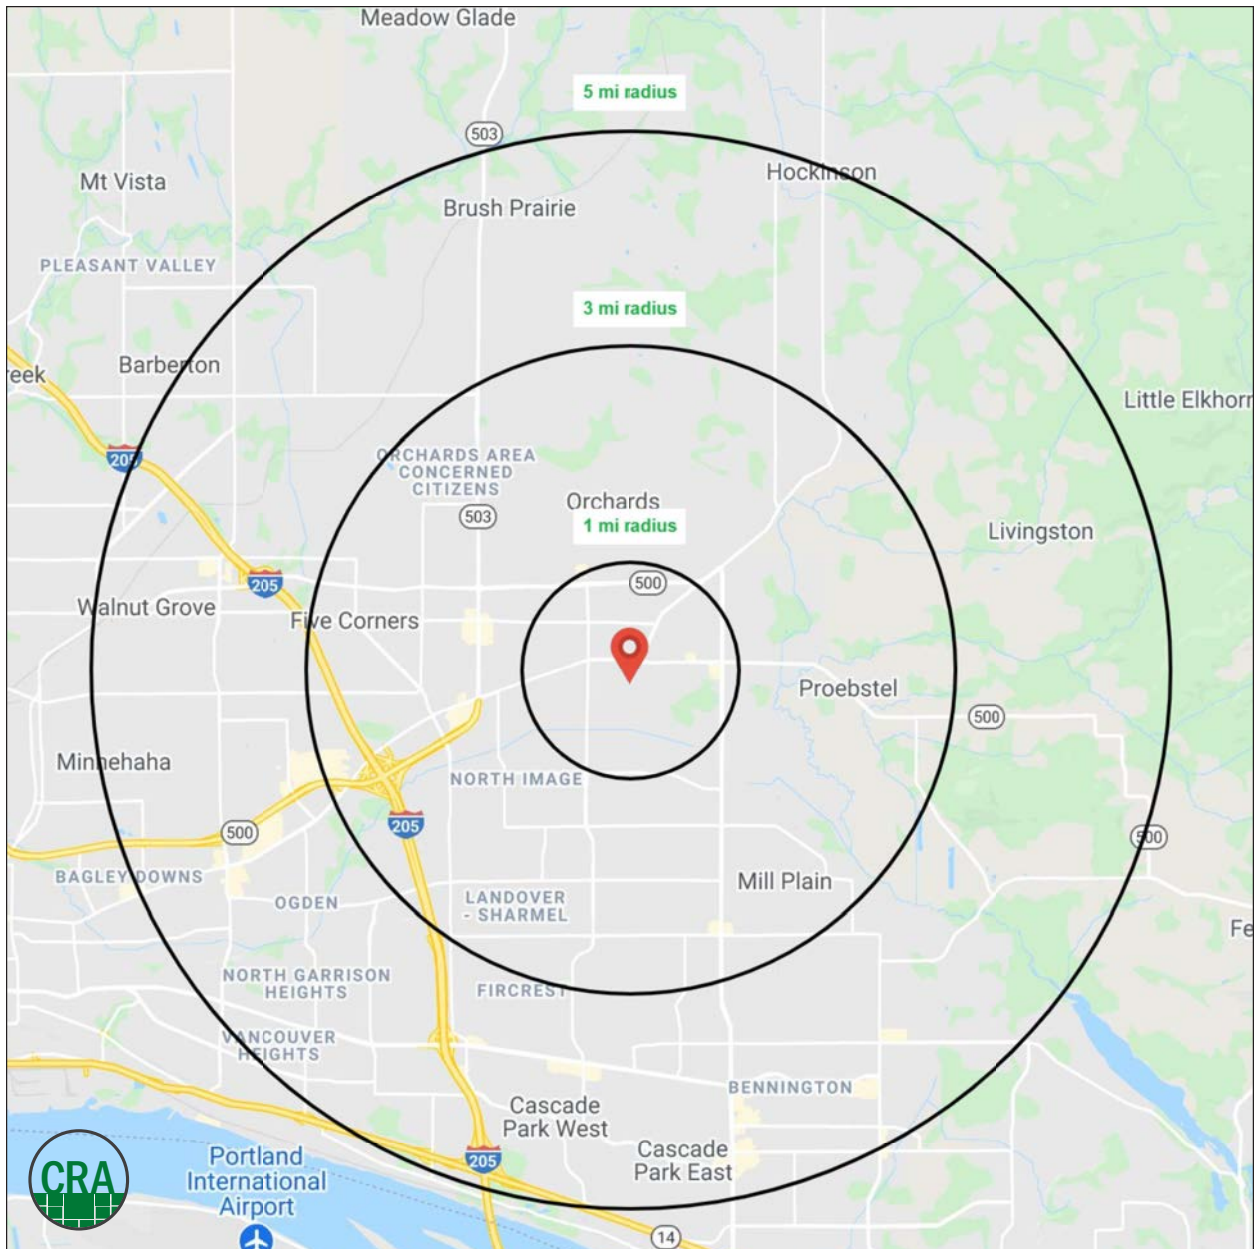 Meadow Glade
5 mi radius
503
Hockinson
Mt Vista
Brush Prairie
PLEASANT VALLEY
3 mi radius
Barberton
reek
Little Elkhorn
205
ORCHARDS AREA
CONCERNED
CITIZENS
Orchards
503
1 mi radius
Livingston
205
500
Walnut Grove
Five Corners
Proebstel
500
Minnehaha
NORTH IMAGE
205
500
500
BAGLEY DOWNS
Mill Plain
OGDEN
LANDOVER
- SHARMEL
Fe
NORTH GARRISON
HEIGHTS
FIRCREST
VANCOUVER
HEIGHTS
BENNINGTON
Cascade
Park West
Cascade
Park East
205
CRA
Portland
International
Airport
14